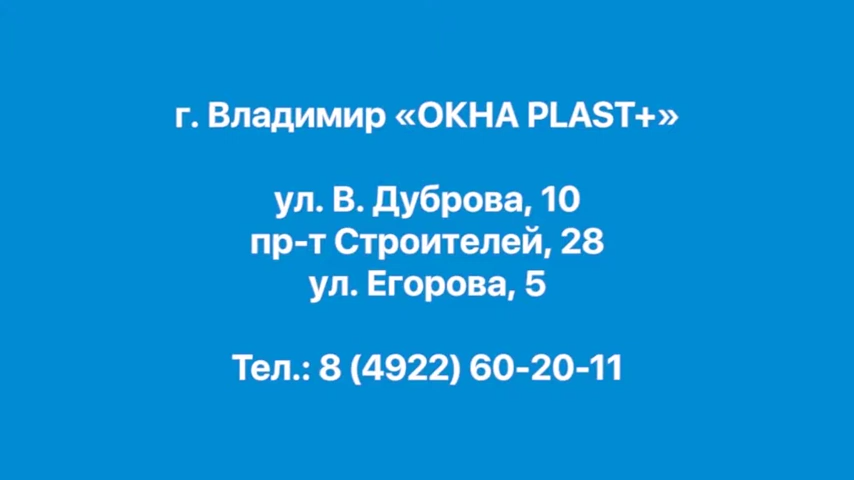 г. Владимир «ОКНА PLAST+»
ул. В. Дуброва, 10
пр-т Строителей, 28
ул. Егорова, 5
Тел.: 8 (4922) 60-20-11